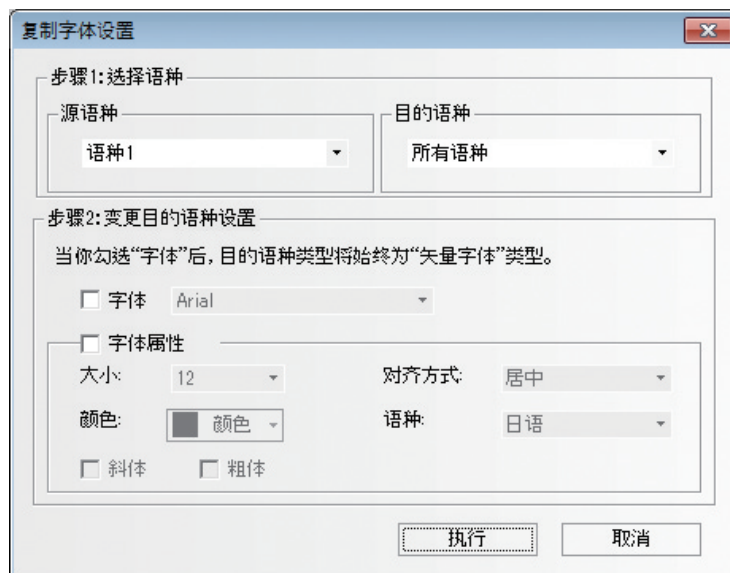 复制字体设置
步骤1:选择语种
源语种
目的语种
语种1
所有语种
步骤2:变更目的语种设置
当你勾选“字体”后,目的语种类型将始终为“矢量字体”类型。
字体 Arial
字体属性
大小: 12 对齐方式: 居中
颜色: 颜色 语种: 日语
斜体 粗体
执行 取消